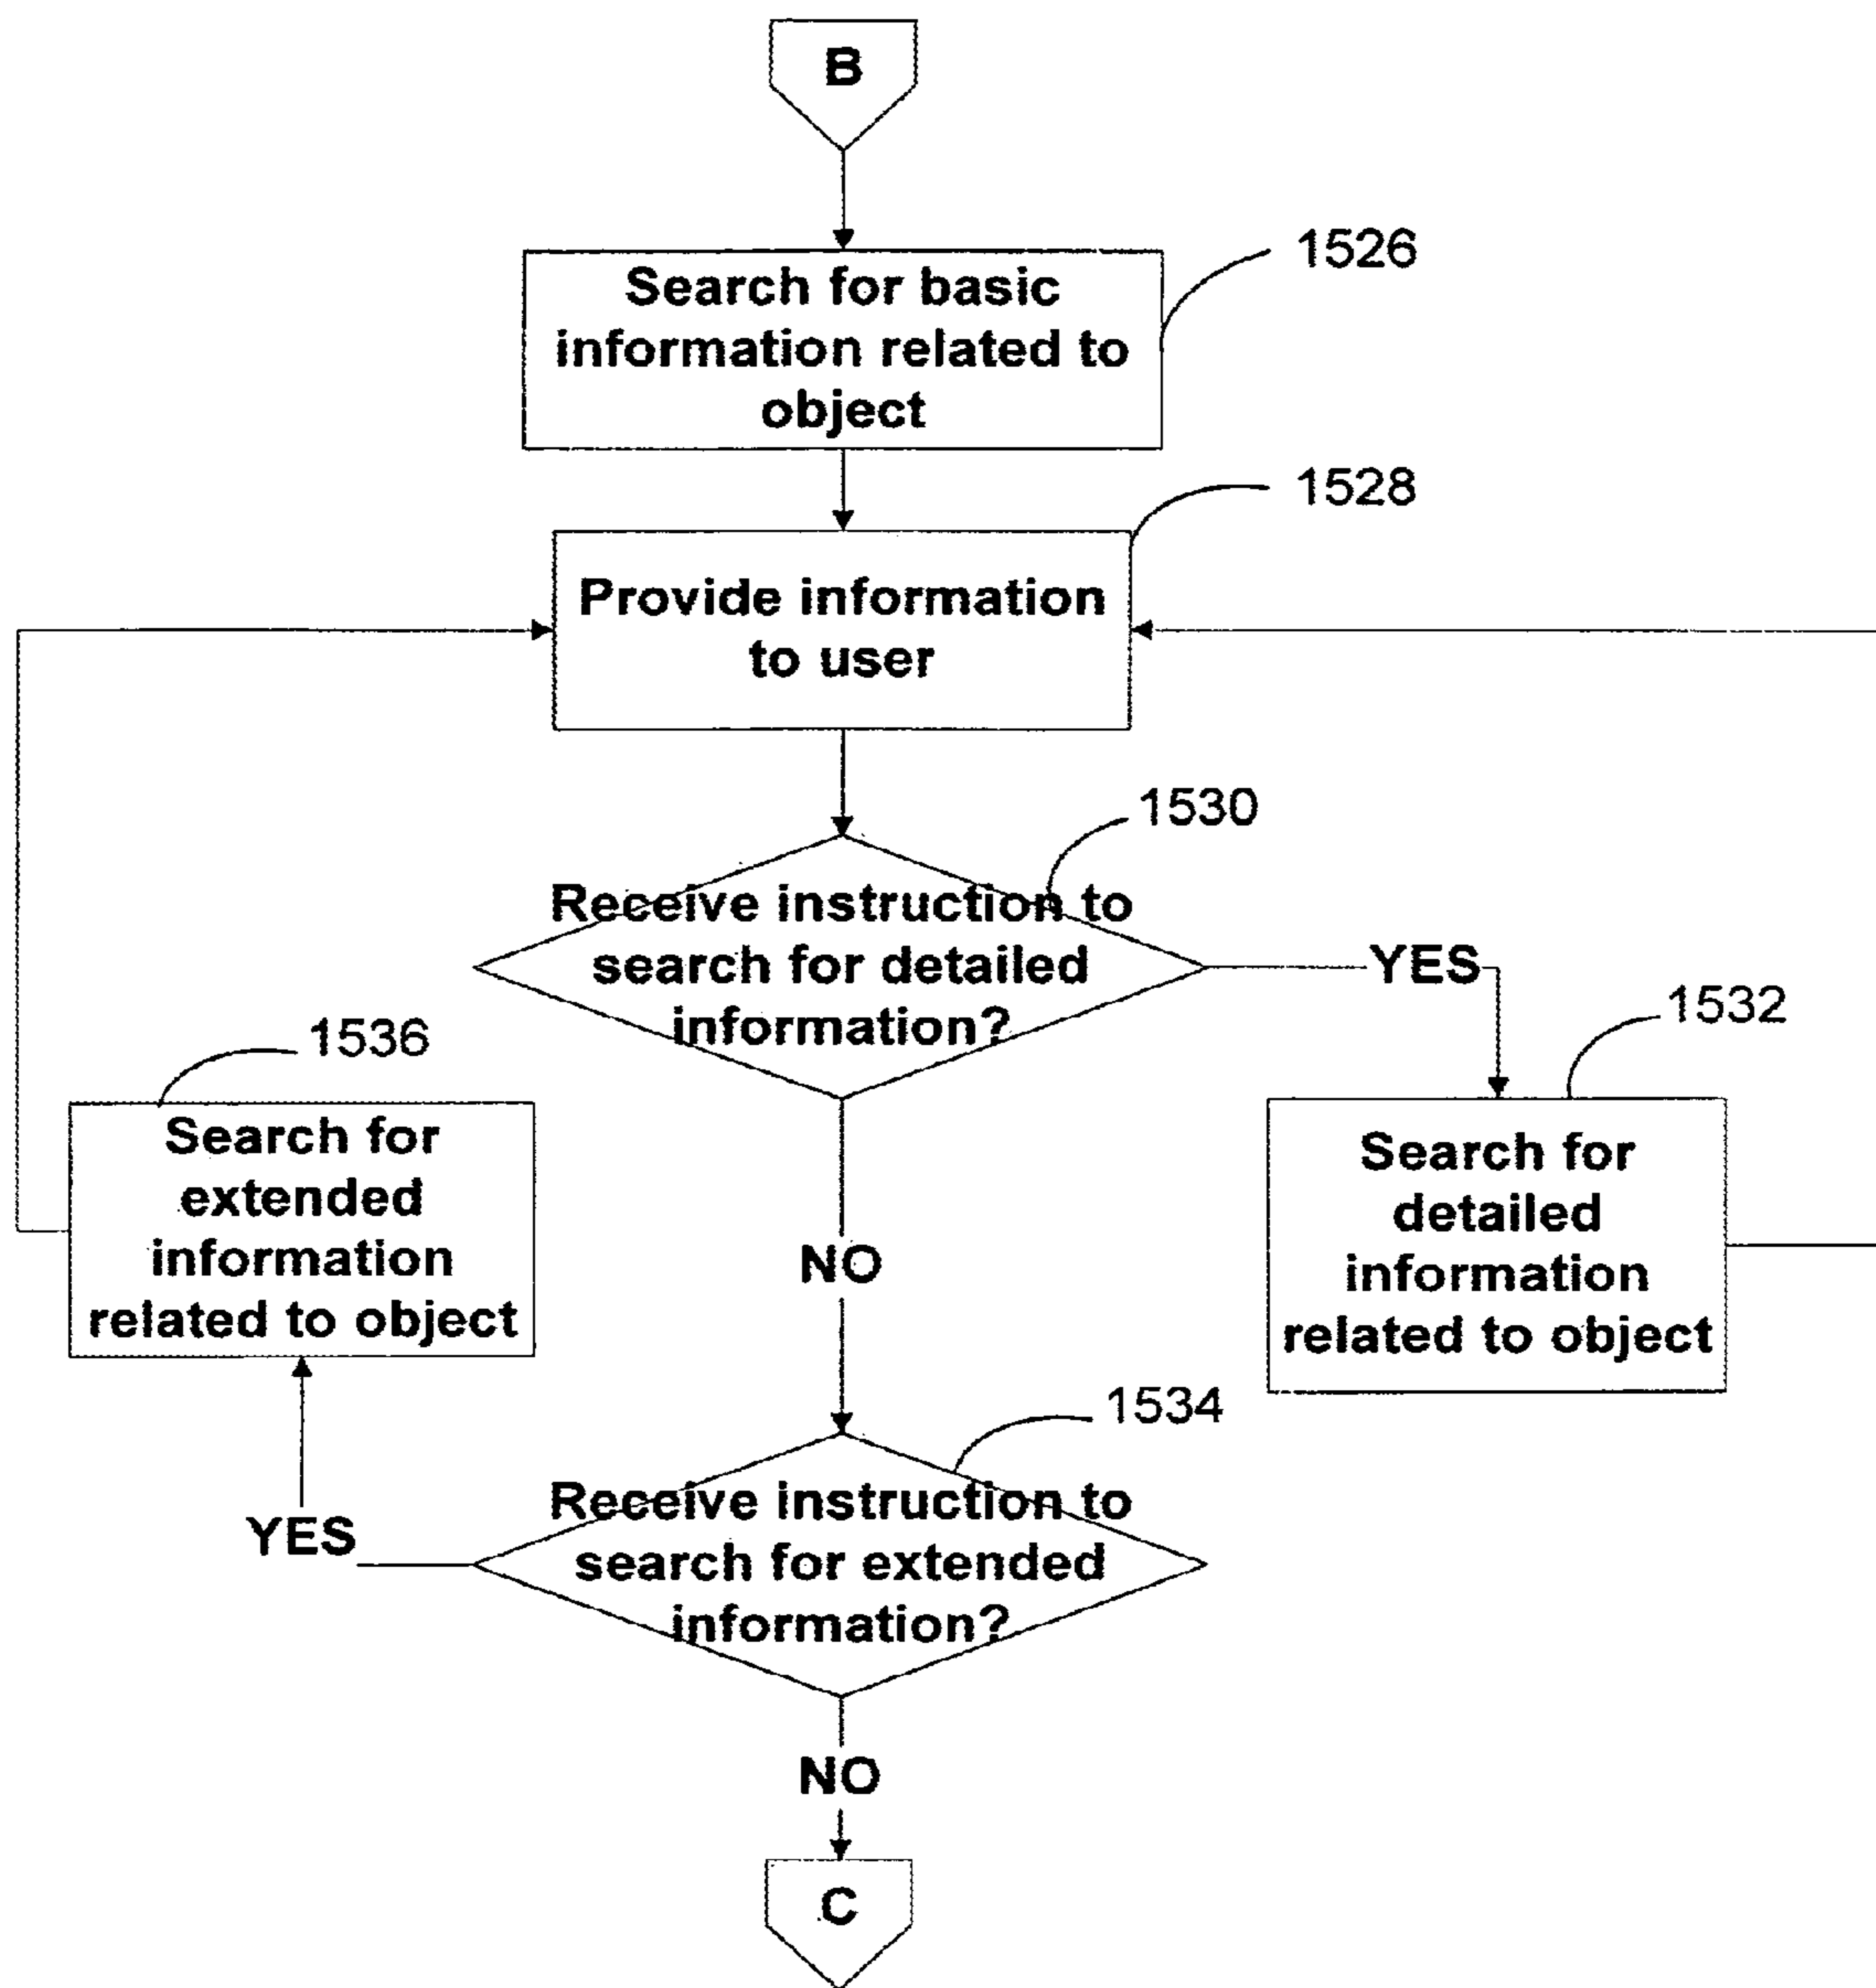 B
1526
Search for basic
information related to
object
1528
Provide information
to user
1530
Receive instruction to
search for detailed
information?
YES
1532
1536
Search for
extended
information
related to object
Search for
detailed
information
related to object
NO
1534
Receive instruction to
search for extended
information?
YES
NO
C